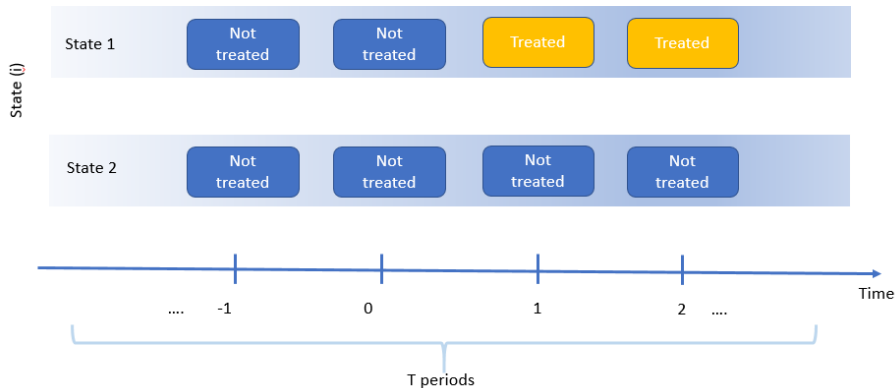 State (i)
State 1
Not
treated
Not
treated
Treated
Treated
State 2
Not
treated
Not
treated
Not
treated
Not
treated
Time
.... -1 0 1 2 ....
T periods